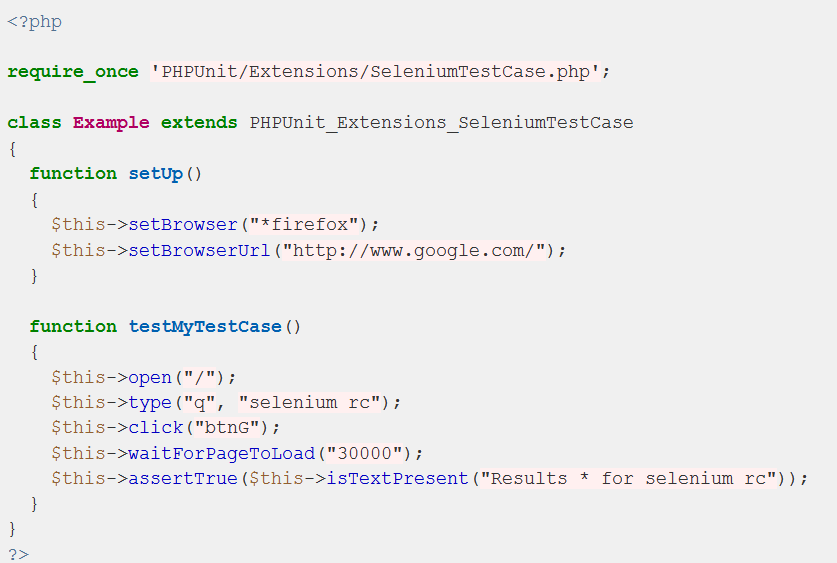 <?php

require_once 'PHPUnit/Extensions/SeleniumTestCase.php';

class Example extends PHPUnit_Extensions_SeleniumTestCase
{
  function setUp()
  {
    $this->setBrowser("*firefox");
    $this->setBrowserUrl("http://www.google.com/");
  }

  function testMyTestCase()
  {
    $this->open("/");
    $this->type("q", "selenium rc");
    $this->click("btnG");
    $this->waitForPageToLoad("30000");
    $this->assertTrue($this->isTextPresent("Results * for selenium rc"));
  }
}
?>